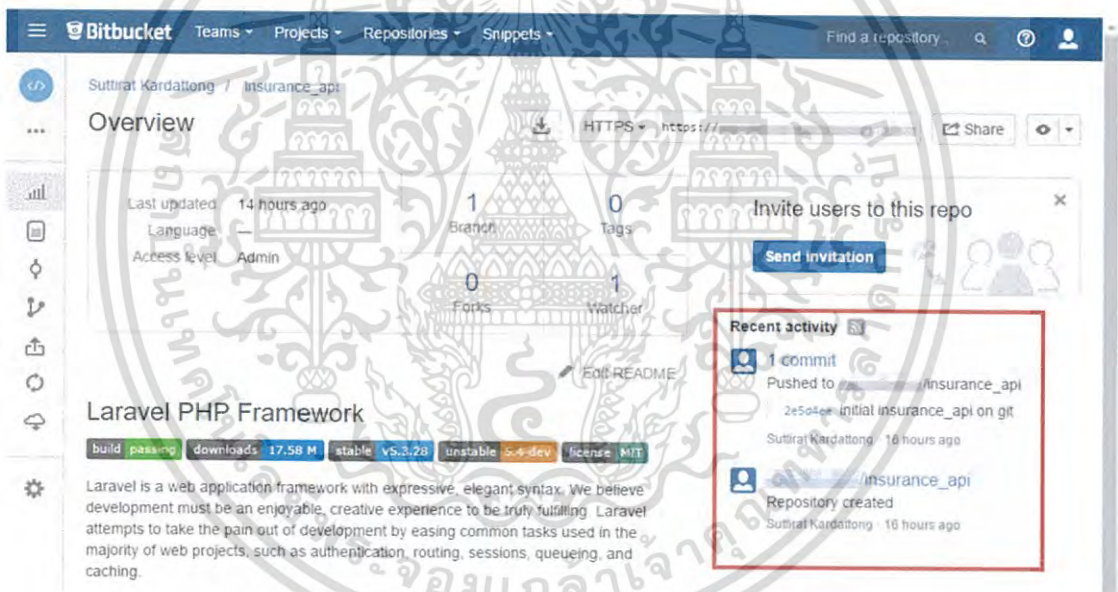 Bitbucket Teams Projects Repositories Snippets Find a repository...
Suttirat Kardattong / Insurance_api
Overview
HTTPS https://
Share
Last updated 14 hours ago
Language —
Access level Admin
1 Branch
0 Tags
0 Forks
1 Watcher
Invite users to this repo
Send invitation
Edit README
Laravel PHP Framework
build passing downloads 17.58 M stable v5.3.28 unstable 5.4-dev license MIT
Laravel is a web application framework with expressive, elegant syntax. We believe
development must be an enjoyable, creative experience to be truly fulfilling. Laravel
attempts to take the pain out of development by easing common tasks used in the
majority of web projects, such as authentication, routing, sessions, queueing, and
caching.
Recent activity
1 commit
Pushed to /insurance_api
initial insurance_api on git
Suttirat Kardattong · 16 hours ago
/insurance_api
Repository created
Suttirat Kardattong · 16 hours ago